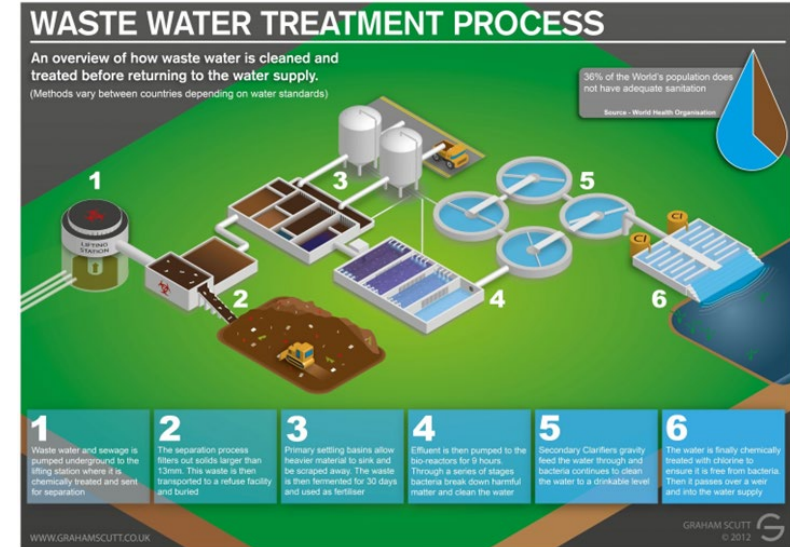 WASTE WATER TREATMENT PROCESS
An overview of how waste water is cleaned and
treated before returning to the water supply.
(Methods vary between countries depending on water standards)
36% of the World's population does
not have adequate sanitation
Source - World Health Organisation
1
LIFTING
STATION
2
3
4
5
6
Cl
Cl
1
Waste water and sewage is
pumped underground to the
lifting station where it is
chemically treated and sent
for separation
2
The separation process
filters out solids larger than
13mm. This waste is then
transported to a refuse facility
and buried
3
Primary settling basins allow
heavier material to sink and
be scraped away. The waste
is then fermented for 30 days
and used as fertiliser
4
Effluent is then pumped to the
bio-reactors for 9 hours.
Through a series of stages
bacteria break down harmful
matter and clean the water
5
Secondary Clarifiers gravity
feed the water through and
bacteria continues to clean
the water to a drinkable level
6
The water is finally chemically
treated with chlorine to
ensure it is free from bacteria.
Then it passes over a weir
and into the water supply
WWW.GRAHAMSCUTT.CO.UK
GRAHAM SCUTT
© 2012